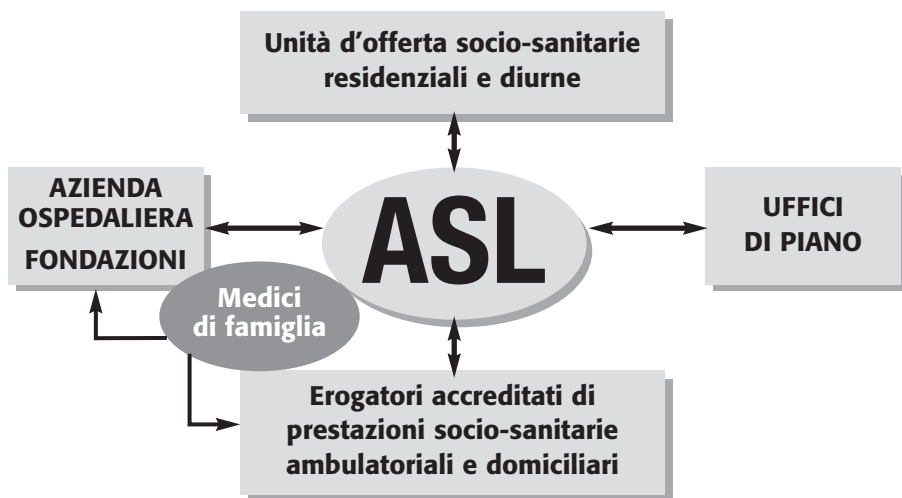 Unità d’offerta socio-sanitarie
residenziali e diurne
AZIENDA
OSPEDALIERA
FONDAZIONI
ASL
UFFICI
DI PIANO
Medici
di famiglia
Erogatori accreditati di
prestazioni socio-sanitarie
ambulatoriali e domiciliari